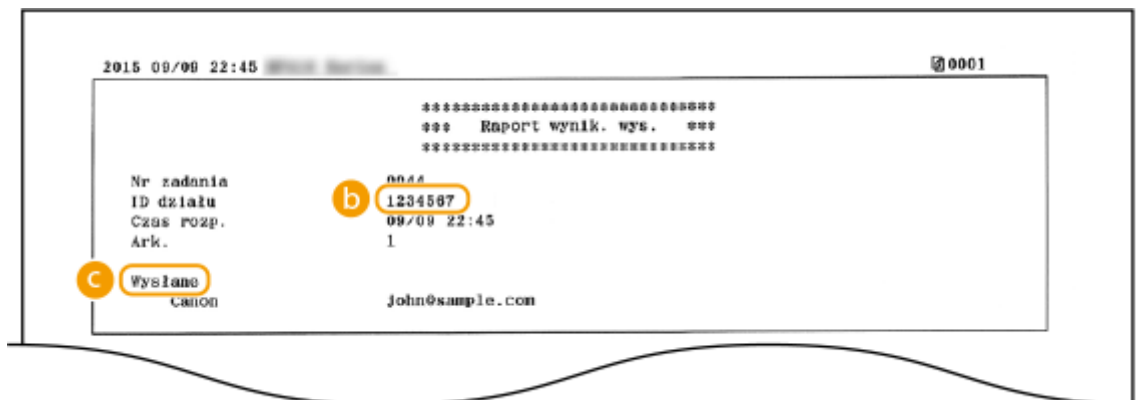 2015 09/09 22:45 0001
******************************
*** Raport wynik. wys. ***
******************************
Nr zadania 0044
ID działu b 1234567
Czas rozp. 09/09 22:45
Ark. 1
c Wysłano
Canon john@sample.com